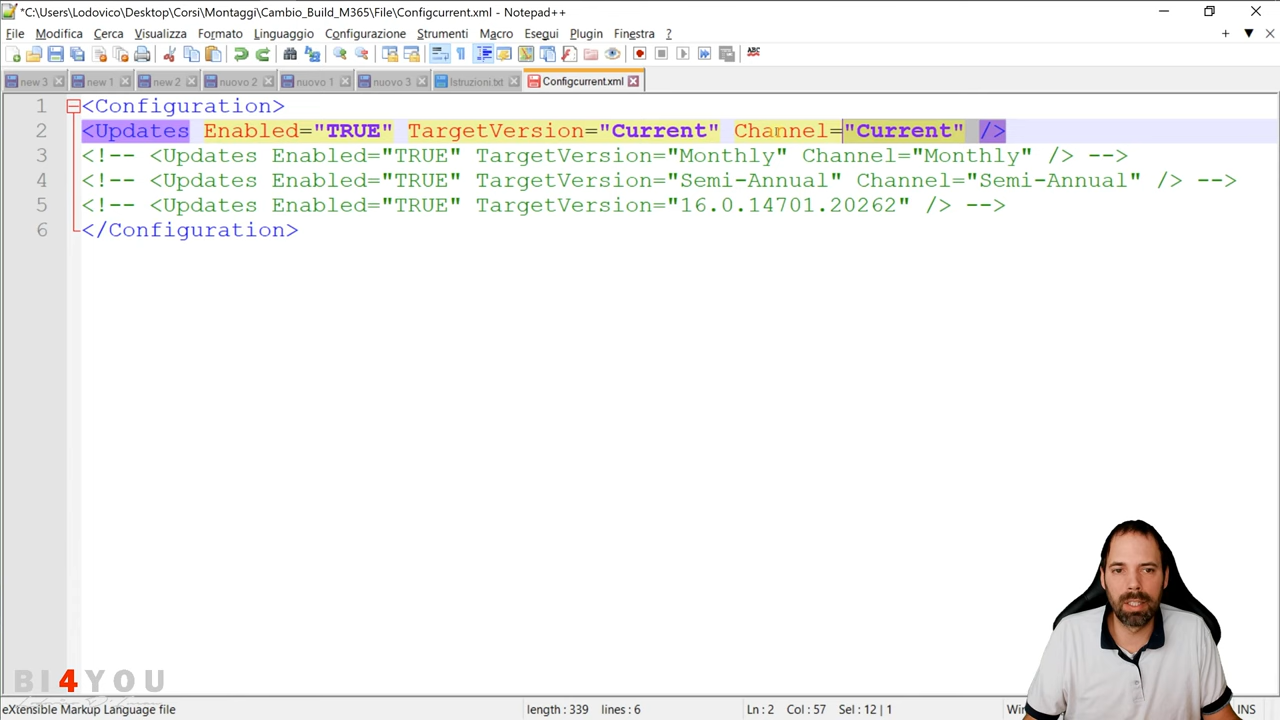 *C:\Users\Lodovico\Desktop\Corsi\Montaggi\Cambio_Build_M365\File\Configcurrent.xml - Notepad++
File Modifica Cerca Visualizza Formato Linguaggio Configurazione Strumenti Macro Esegui Plugin Finestra ?
new 3 new 1 new 2 nuovo 2 nuovo 1 nuovo 3 Istruzioni.txt Configcurrent.xml
1 <Configuration>
2 <Updates Enabled="TRUE" TargetVersion="Current" Channel="Current" />
3 <!-- <Updates Enabled="TRUE" TargetVersion="Monthly" Channel="Monthly" /> -->
4 <!-- <Updates Enabled="TRUE" TargetVersion="Semi-Annual" Channel="Semi-Annual" /> -->
5 <!-- <Updates Enabled="TRUE" TargetVersion="16.0.14701.20262" /> -->
6 </Configuration>
BI4YOU
eXtensible Markup Language file length : 339 lines : 6 Ln : 2 Col : 57 Sel : 12 | 1 INS